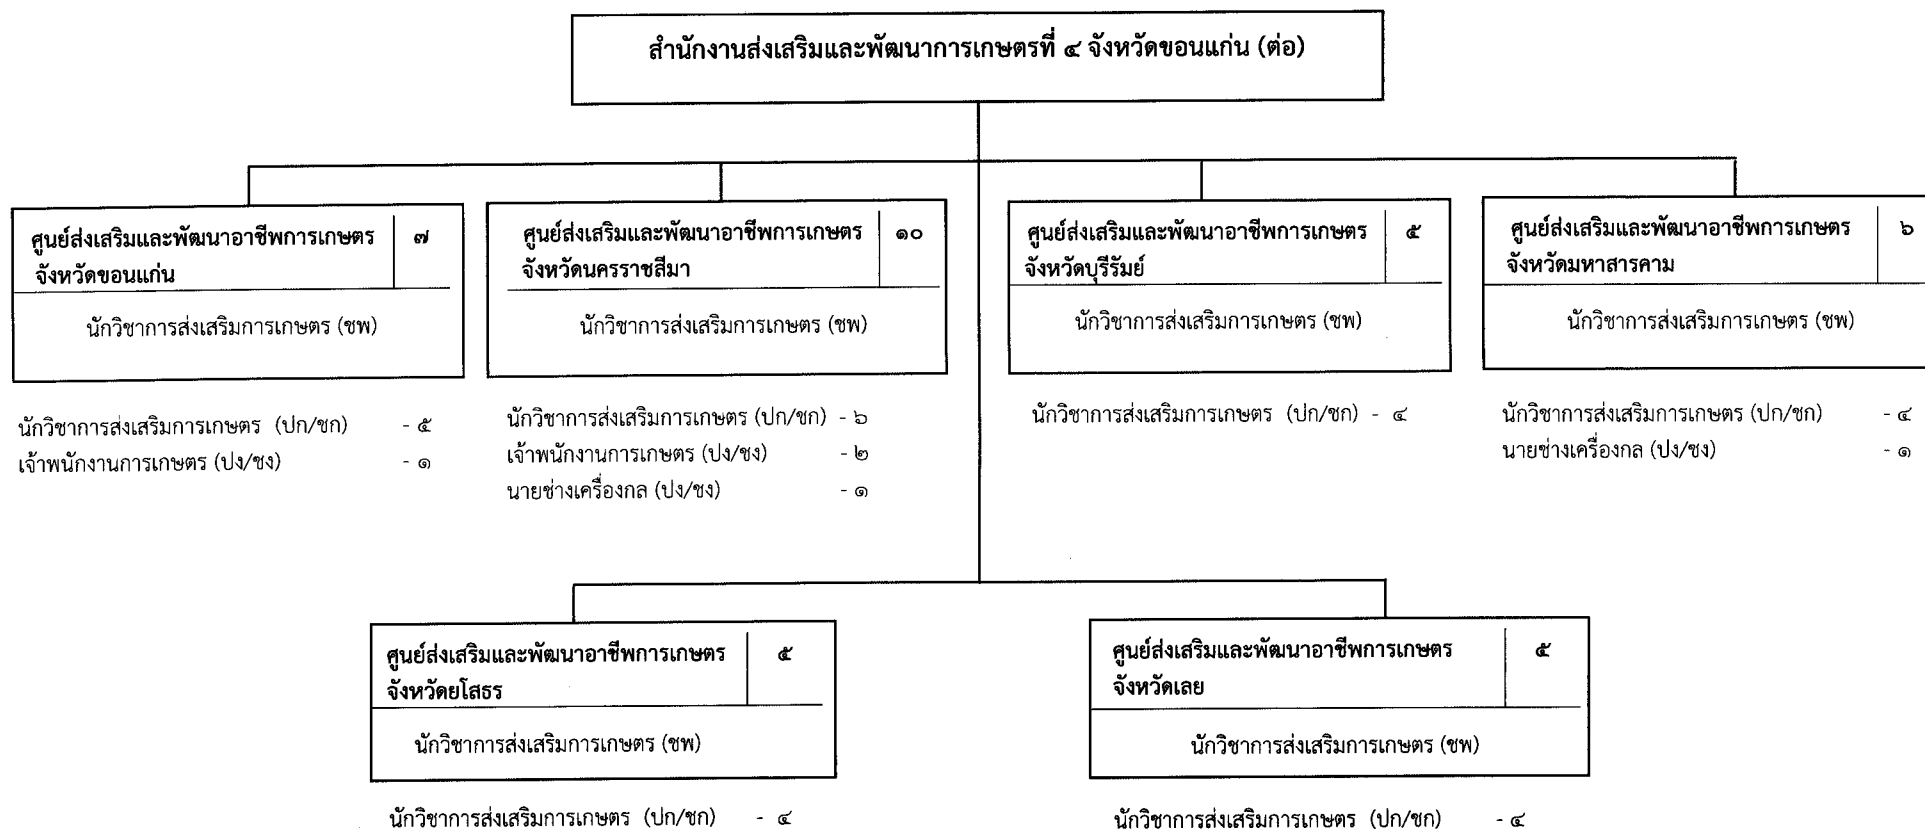 สำนักงานส่งเสริมและพัฒนาการเกษตรที่ ๔ จังหวัดขอนแก่น (ต่อ)
ศูนย์ส่งเสริมและพัฒนาอาชีพการเกษตร ๗
จังหวัดขอนแก่น
นักวิชาการส่งเสริมการเกษตร (ชพ)
นักวิชาการส่งเสริมการเกษตร (ปก/ชก) - ๕
เจ้าพนักงานการเกษตร (ปง/ชง) - ๑
ศูนย์ส่งเสริมและพัฒนาอาชีพการเกษตร ๑๐
จังหวัดนครราชสีมา
นักวิชาการส่งเสริมการเกษตร (ชพ)
นักวิชาการส่งเสริมการเกษตร (ปก/ชก) - ๖
เจ้าพนักงานการเกษตร (ปง/ชง) - ๒
นายช่างเครื่องกล (ปง/ชง) - ๑
ศูนย์ส่งเสริมและพัฒนาอาชีพการเกษตร ๕
จังหวัดบุรีรัมย์
นักวิชาการส่งเสริมการเกษตร (ชพ)
นักวิชาการส่งเสริมการเกษตร (ปก/ชก) - ๔
ศูนย์ส่งเสริมและพัฒนาอาชีพการเกษตร ๖
จังหวัดมหาสารคาม
นักวิชาการส่งเสริมการเกษตร (ชพ)
นักวิชาการส่งเสริมการเกษตร (ปก/ชก) - ๔
นายช่างเครื่องกล (ปง/ชง) - ๑
ศูนย์ส่งเสริมและพัฒนาอาชีพการเกษตร ๕
จังหวัดยโสธร
นักวิชาการส่งเสริมการเกษตร (ชพ)
นักวิชาการส่งเสริมการเกษตร (ปก/ชก) - ๔
ศูนย์ส่งเสริมและพัฒนาอาชีพการเกษตร ๕
จังหวัดเลย
นักวิชาการส่งเสริมการเกษตร (ชพ)
นักวิชาการส่งเสริมการเกษตร (ปก/ชก) - ๔